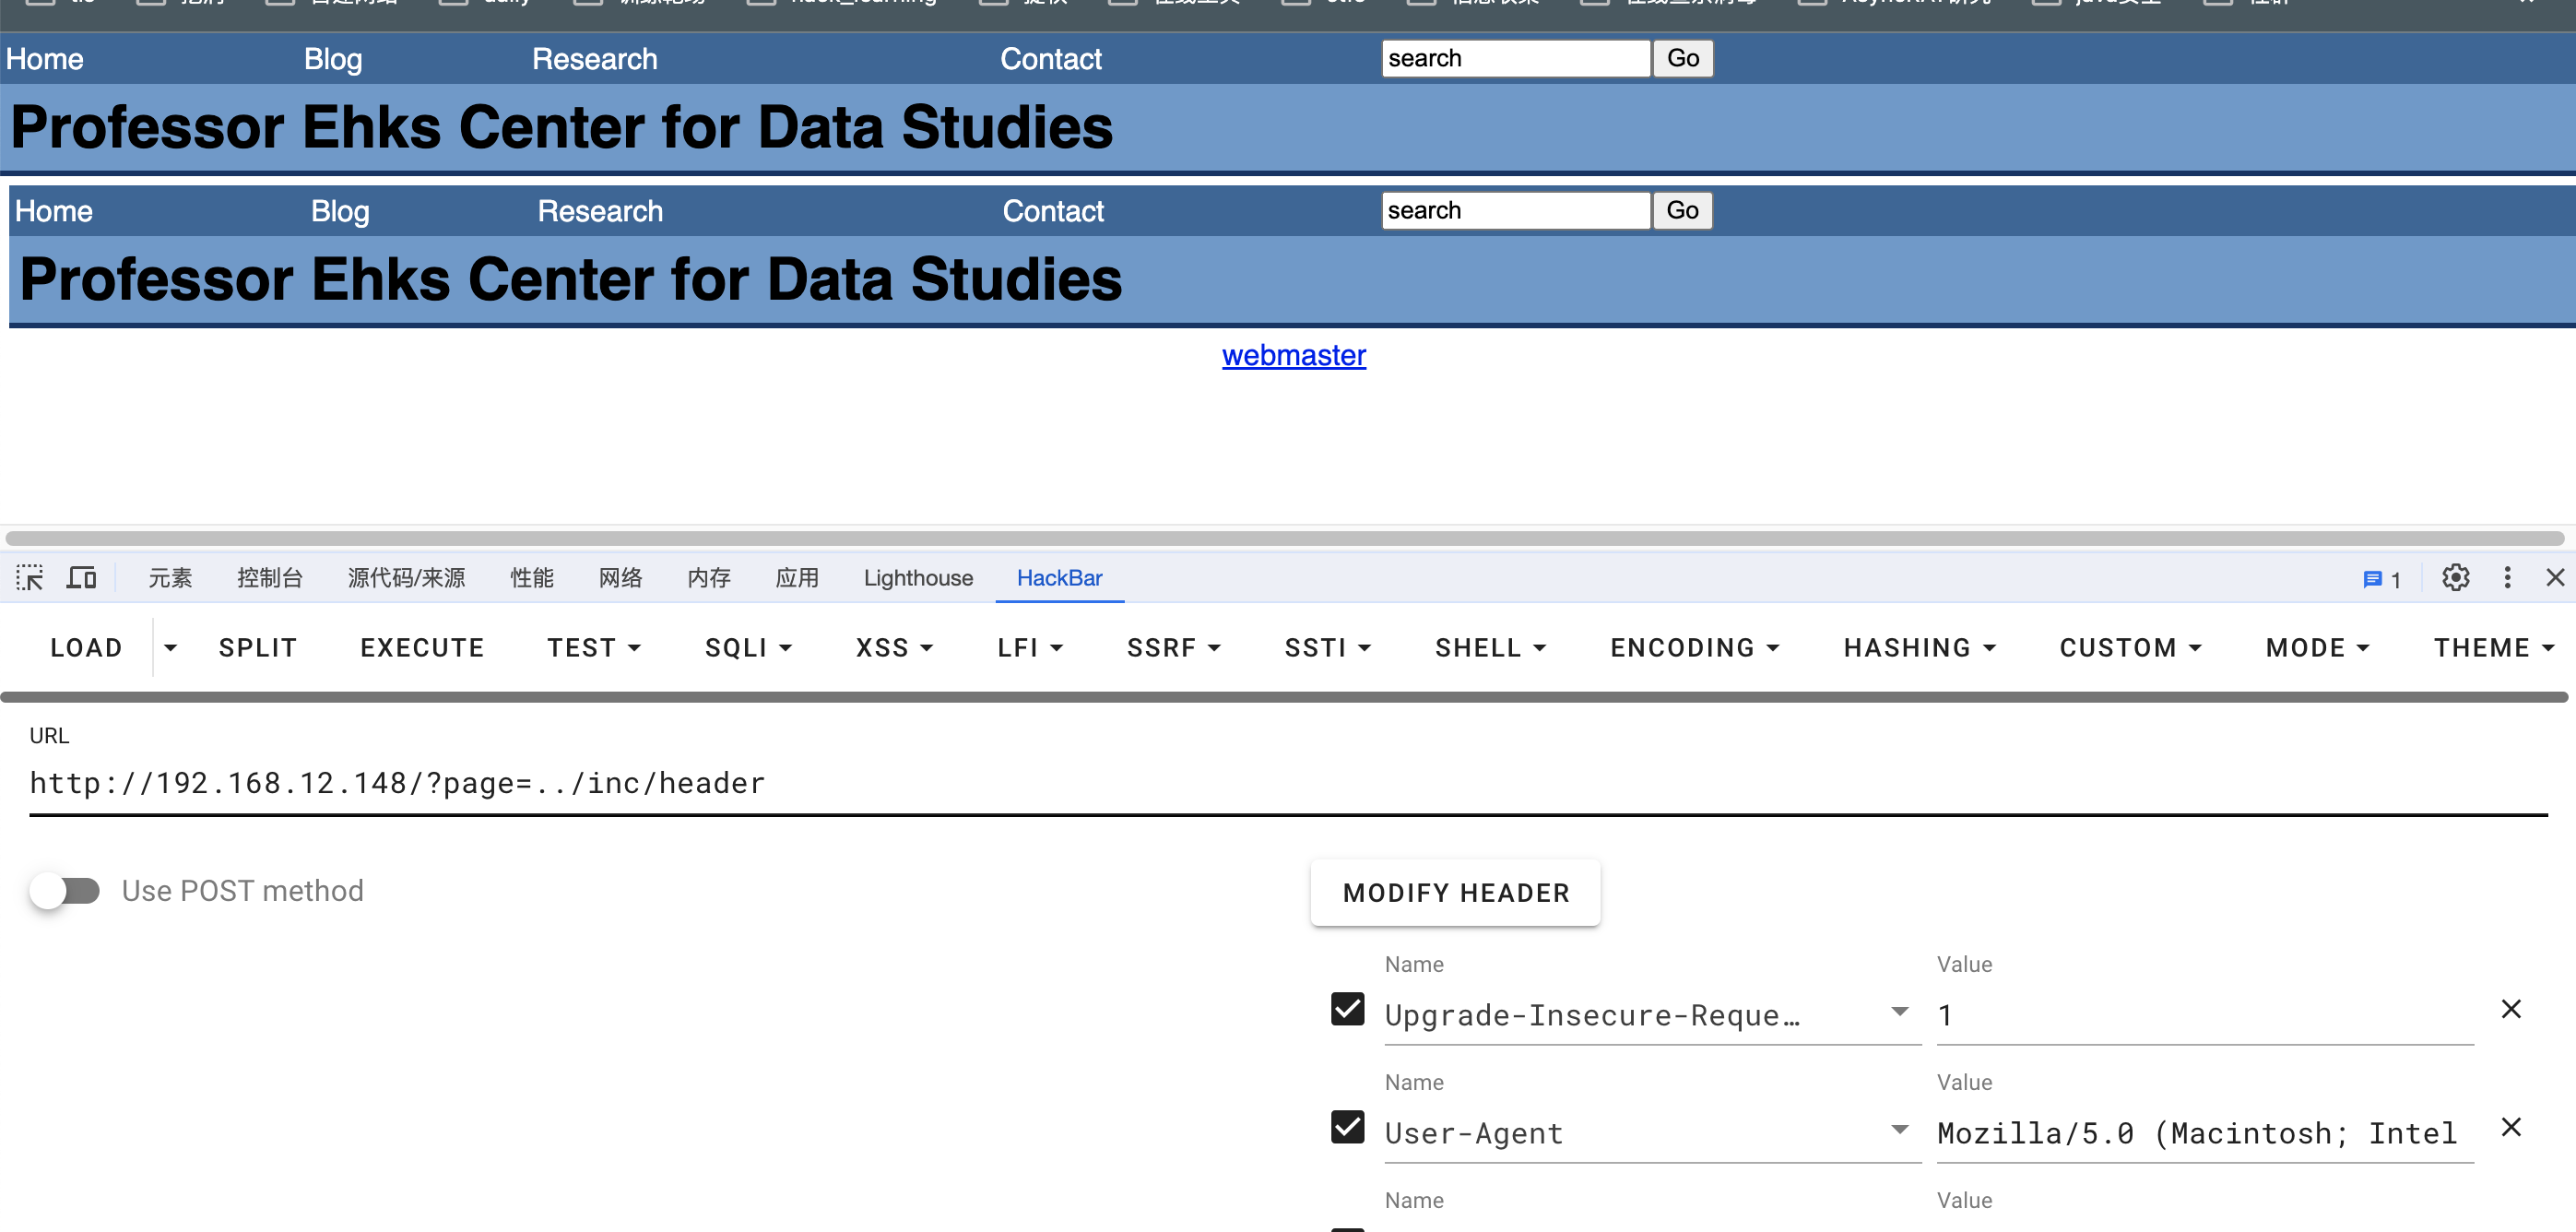 Home Blog Research Contact search Go
Professor Ehks Center for Data Studies
Home Blog Research Contact search Go
Professor Ehks Center for Data Studies
webmaster
元素 控制台 源代码/来源 性能 网络 内存 应用 Lighthouse HackBar 1
LOAD SPLIT EXECUTE TEST SQLI XSS LFI SSRF SSTI SHELL ENCODING HASHING CUSTOM MODE THEME
URL
http://192.168.12.148/?page=../inc/header
Use POST method
MODIFY HEADER
Name Value
Upgrade-Insecure-Reque… 1
Name Value
User-Agent Mozilla/5.0 (Macintosh; Intel
Name Value